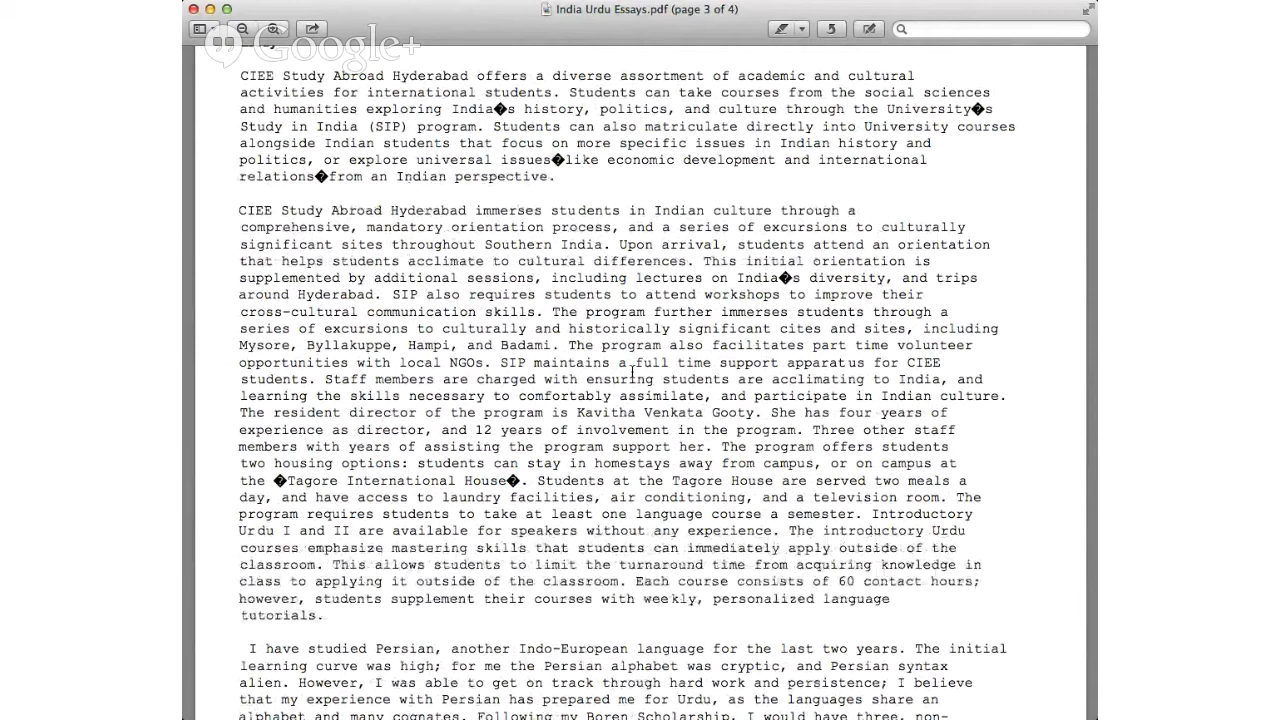 India Urdu Essays.pdf (page 3 of 4)
Google+
CIEE Study Abroad Hyderabad offers a diverse assortment of academic and cultural
activities for international students. Students can take courses from the social sciences
and humanities exploring India�s history, politics, and culture through the University�s
Study in India (SIP) program. Students can also matriculate directly into University courses
alongside Indian students that focus on more specific issues in Indian history and
politics, or explore universal issues�like economic development and international
relations�from an Indian perspective.
CIEE Study Abroad Hyderabad immerses students in Indian culture through a
comprehensive, mandatory orientation process, and a series of excursions to culturally
significant sites throughout Southern India. Upon arrival, students attend an orientation
that helps students acclimate to cultural differences. This initial orientation is
supplemented by additional sessions, including lectures on India�s diversity, and trips
around Hyderabad. SIP also requires students to attend workshops to improve their
cross-cultural communication skills. The program further immerses students through a
series of excursions to culturally and historically significant cites and sites, including
Mysore, Byllakuppe, Hampi, and Badami. The program also facilitates part time volunteer
opportunities with local NGOs. SIP maintains a full time support apparatus for CIEE
students. Staff members are charged with ensuring students are acclimating to India, and
learning the skills necessary to comfortably assimilate, and participate in Indian culture.
The resident director of the program is Kavitha Venkata Gooty. She has four years of
experience as director, and 12 years of involvement in the program. Three other staff
members with years of assisting the program support her. The program offers students
two housing options: students can stay in homestays away from campus, or on campus at
the �Tagore International House�. Students at the Tagore House are served two meals a
day, and have access to laundry facilities, air conditioning, and a television room. The
program requires students to take at least one language course a semester. Introductory
Urdu I and II are available for speakers without any experience. The introductory Urdu
courses emphasize mastering skills that students can immediately apply outside of the
classroom. This allows students to limit the turnaround time from acquiring knowledge in
class to applying it outside of the classroom. Each course consists of 60 contact hours;
however, students supplement their courses with weekly, personalized language
tutorials.
I have studied Persian, another Indo-European language for the last two years. The initial
learning curve was high; for me the Persian alphabet was cryptic, and Persian syntax
alien. However, I was able to get on track through hard work and persistence; I believe
that my experience with Persian has prepared me for Urdu, as the languages share an
alphabet and many cognates. Following my Boren Scholarship, I would have three, non-